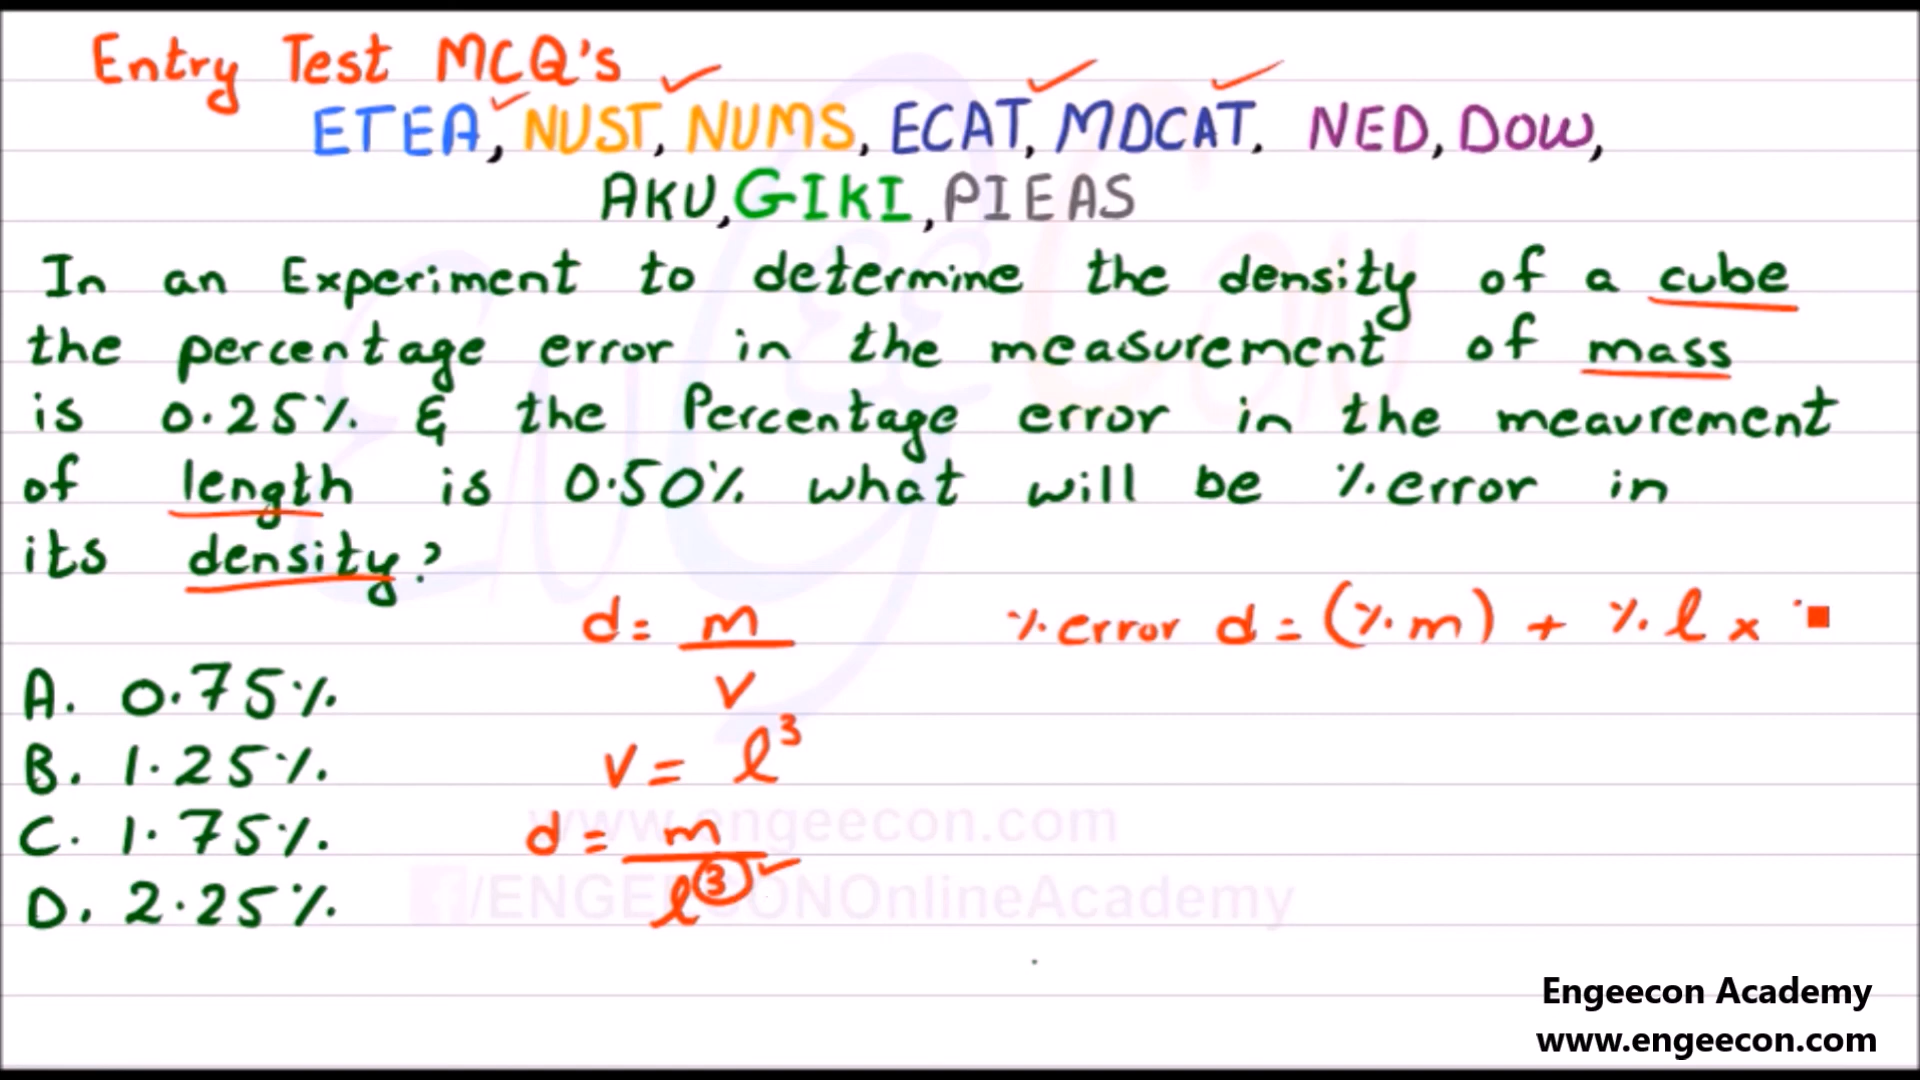 Entry Test MCQ's
ETEA, NUST, NUMS, ECAT, MDCAT, NED, DOW,
AKU, GIKI, PIEAS
In an Experiment to determine the density of a cube
the percentage error in the measurement of mass
is 0.25% & the Percentage error in the meaurement
of length is 0.50% what will be % error in
its density?
d = m/v
% error d = (% m) + % l x
A. 0.75%
B. 1.25%
v = l³
C. 1.75%
d = m/l³
D. 2.25%
EnGeeCon
www.engeecon.com
f/ENGEECONOnlineAcademy
Engeecon Academy
www.engeecon.com